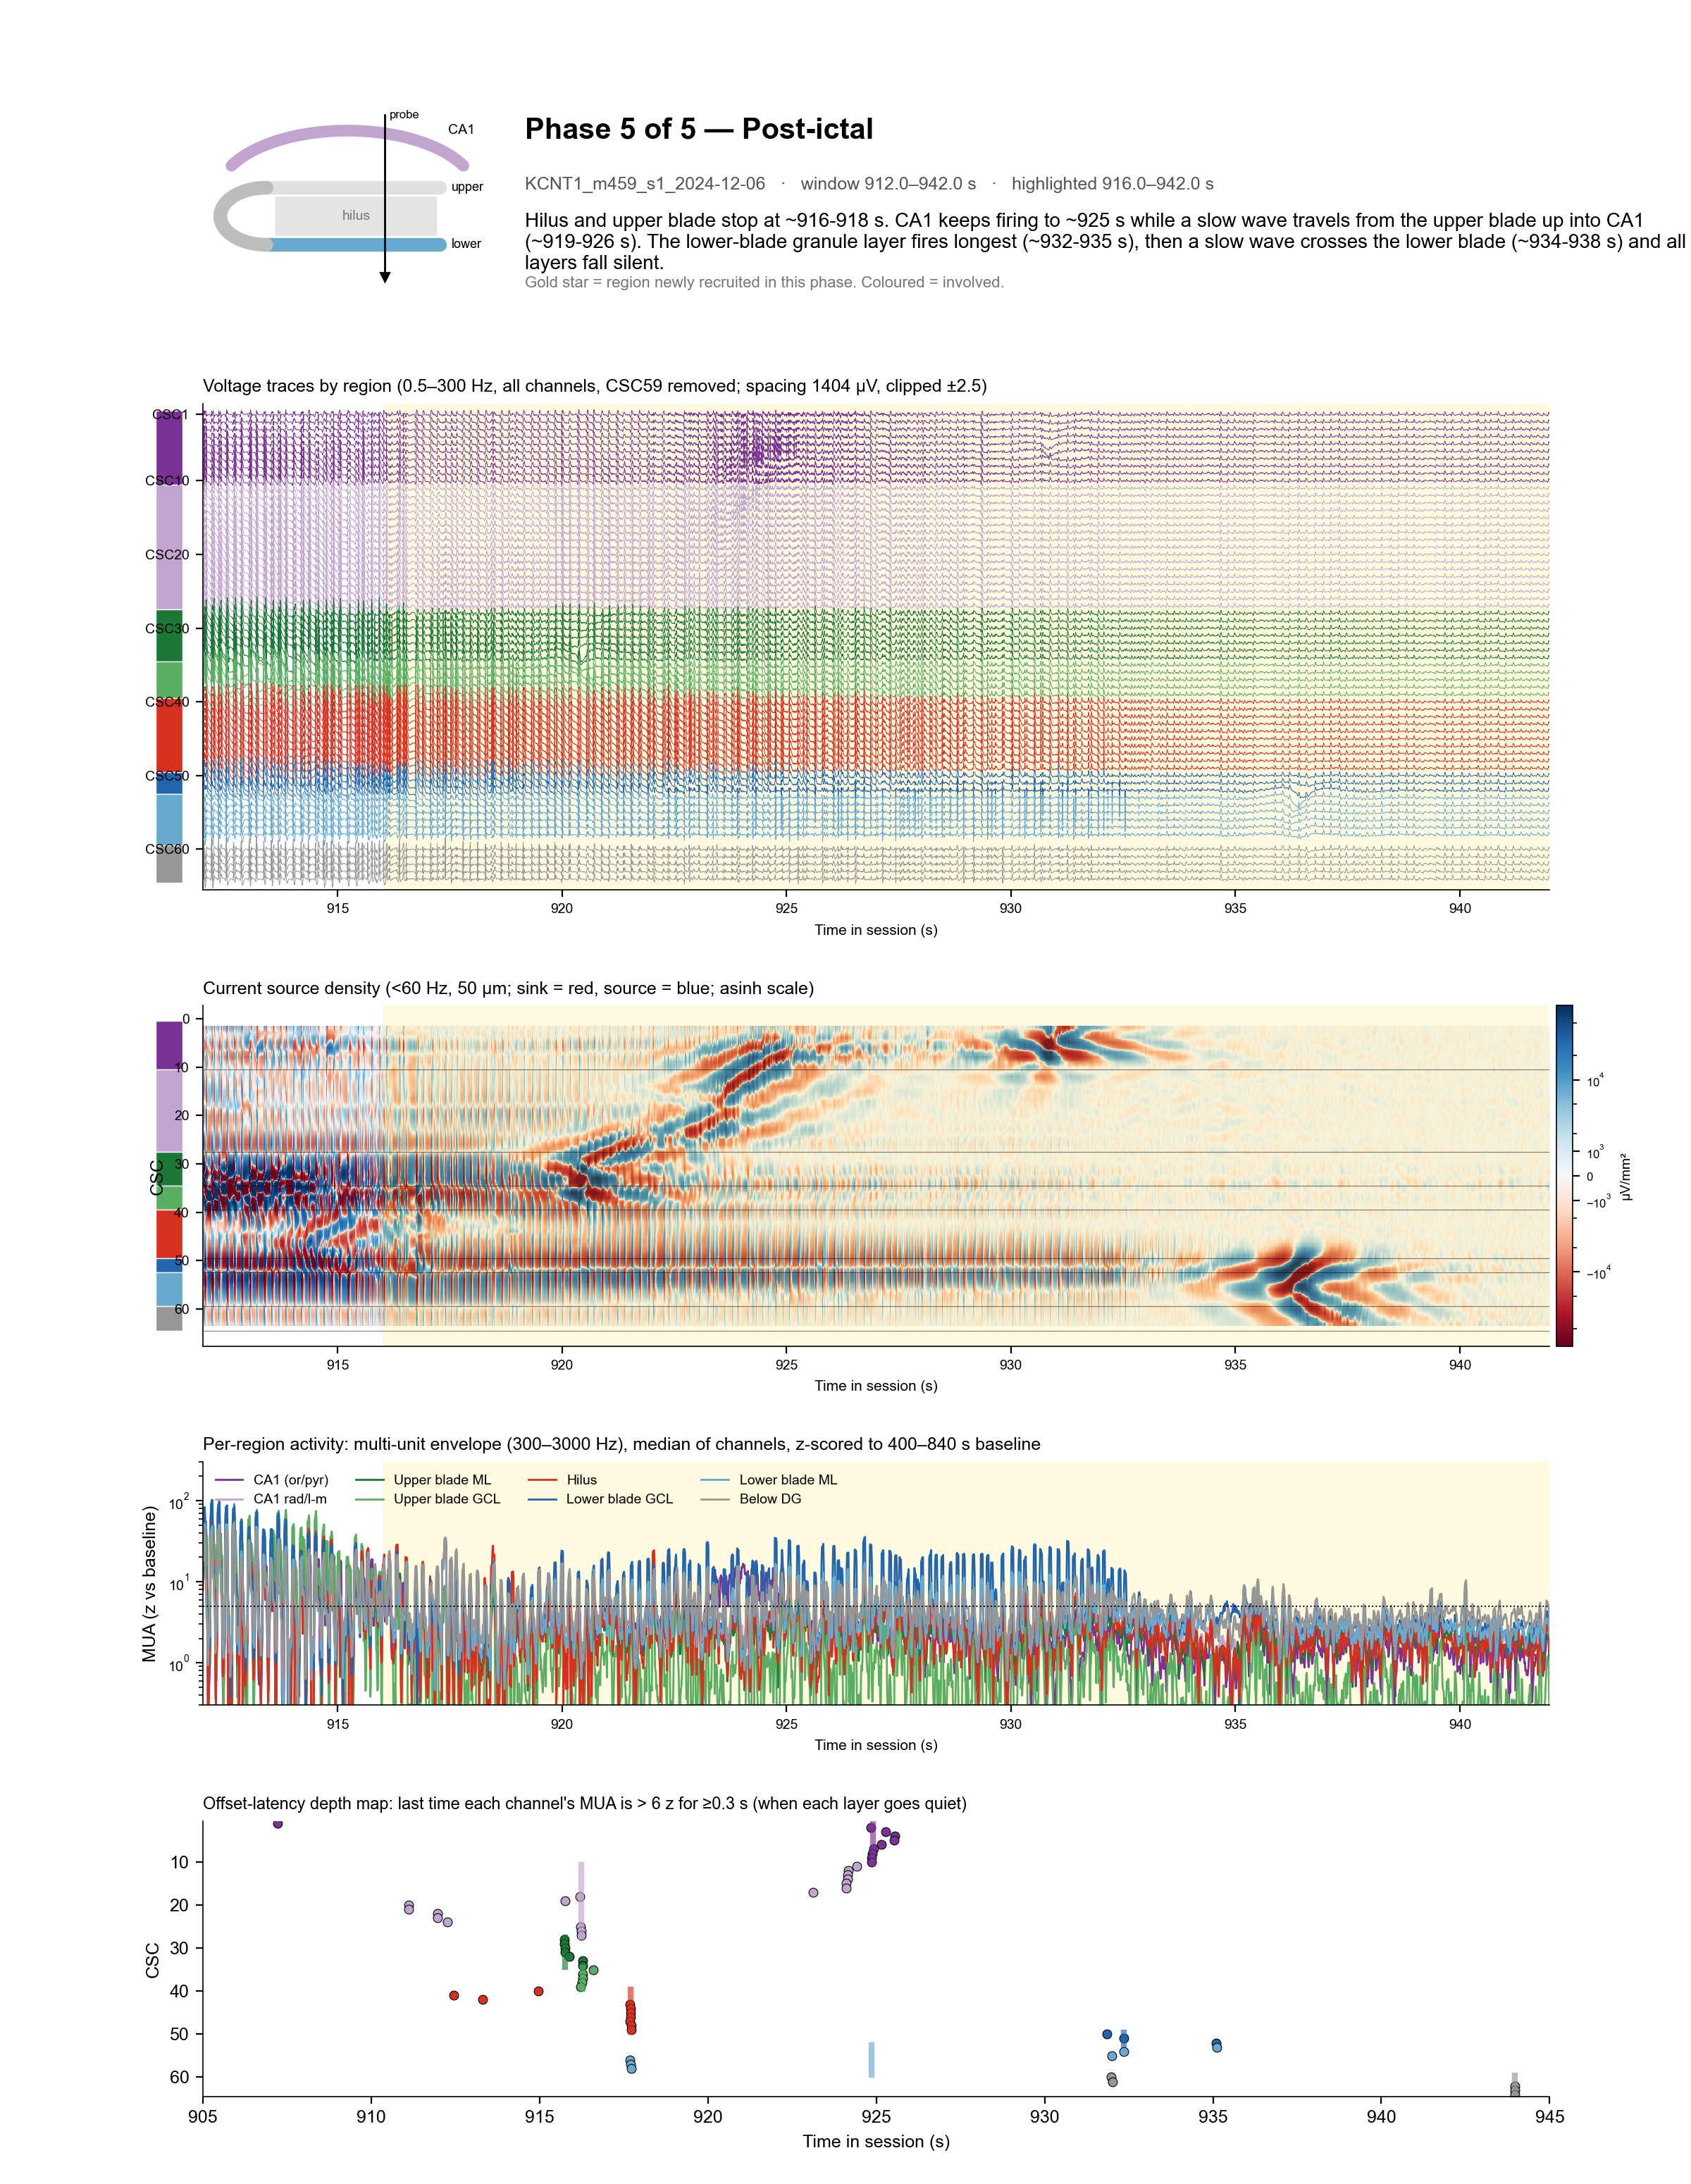 probe
CA1
upper
hilus
lower
Phase 5 of 5 — Post-ictal
KCNT1_m459_s1_2024-12-06 · window 912.0–942.0 s · highlighted 916.0–942.0 s
Hilus and upper blade stop at ~916-918 s. CA1 keeps firing to ~925 s while a slow wave travels from the upper blade up into CA1
(~919-926 s). The lower-blade granule layer fires longest (~932-935 s), then a slow wave crosses the lower blade (~934-938 s) and all
layers fall silent.
Gold star = region newly recruited in this phase. Coloured = involved.
Voltage traces by region (0.5–300 Hz, all channels, CSC59 removed; spacing 1404 µV, clipped ±2.5)
CSC1
CSC10
CSC20
CSC30
CSC40
CSC50
CSC60
915 920 925 930 935 940
Time in session (s)
Current source density (<60 Hz, 50 µm; sink = red, source = blue; asinh scale)
CSC
0
10
20
30
40
50
60
915 920 925 930 935 940
Time in session (s)
10⁴
10³
0
−10³
−10⁴
µV/mm²
Per-region activity: multi-unit envelope (300–3000 Hz), median of channels, z-scored to 400–840 s baseline
MUA (z vs baseline)
10²
10¹
10⁰
CA1 (or/pyr) Upper blade ML Hilus Lower blade ML
CA1 rad/l-m Upper blade GCL Lower blade GCL Below DG
915 920 925 930 935 940
Time in session (s)
Offset-latency depth map: last time each channel's MUA is > 6 z for ≥0.3 s (when each layer goes quiet)
CSC
10
20
30
40
50
60
905 910 915 920 925 930 935 940 945
Time in session (s)